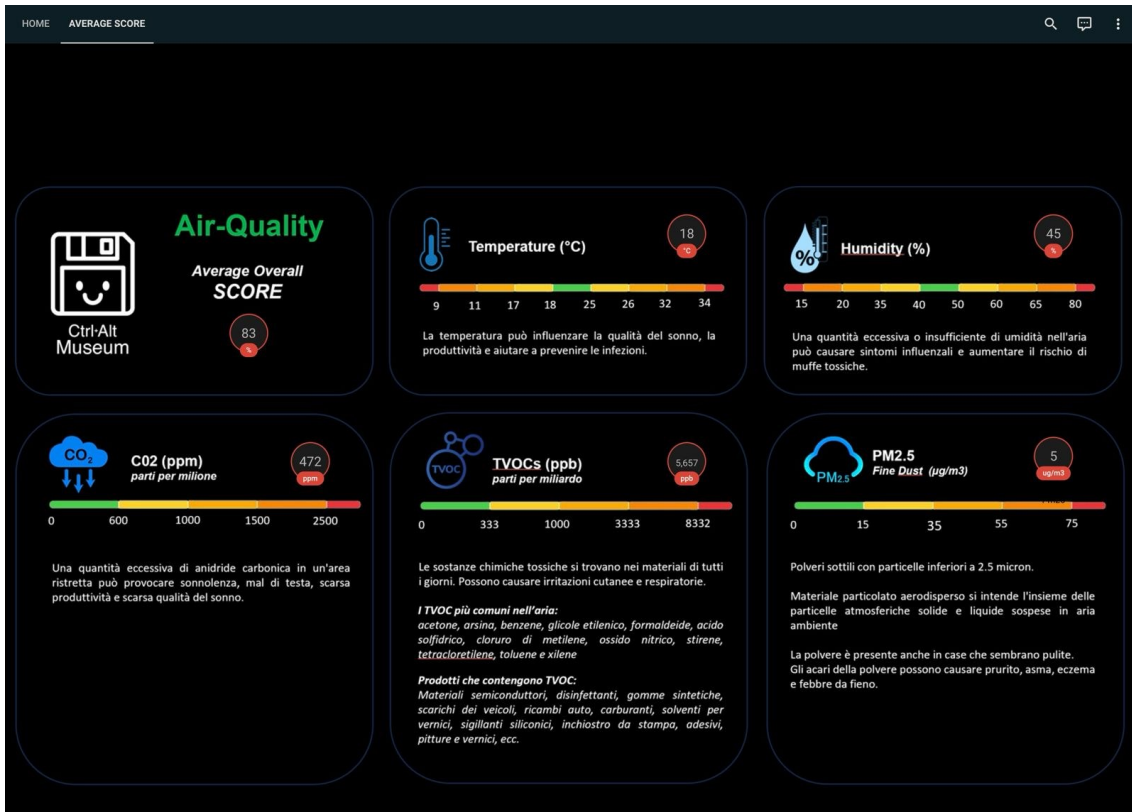 HOME AVERAGE SCORE
Air-Quality
Average Overall
SCORE
83
%
Ctrl·Alt
Museum
Temperature (°C)
18
°C
9 11 17 18 25 26 32 34
La temperatura può influenzare la qualità del sonno, la
produttività e aiutare a prevenire le infezioni.
%
Humidity (%)
45
%
15 20 35 40 50 60 65 80
Una quantità eccessiva o insufficiente di umidità nell'aria
può causare sintomi influenzali e aumentare il rischio di
muffe tossiche.
CO2
C02 (ppm)
parti per milione
472
ppm
0 600 1000 1500 2500
Una quantità eccessiva di anidride carbonica in un'area
ristretta può provocare sonnolenza, mal di testa, scarsa
produttività e scarsa qualità del sonno.
TVOC
TVOCs (ppb)
parti per miliardo
5,657
ppb
0 333 1000 3333 8332
Le sostanze chimiche tossiche si trovano nei materiali di tutti
i giorni. Possono causare irritazioni cutanee e respiratorie.
I TVOC più comuni nell'aria:
acetone, arsina, benzene, glicole etilenico, formaldeide, acido
solfidrico, cloruro di metilene, ossido nitrico, stirene,
tetracloretilene, toluene e xilene
Prodotti che contengono TVOC:
Materiali semiconduttori, disinfettanti, gomme sintetiche,
scarichi dei veicoli, ricambi auto, carburanti, solventi per
vernici, sigillanti siliconici, inchiostro da stampa, adesivi,
pitture e vernici, ecc.
PM2.5
PM2.5
Fine Dust (µg/m3)
5
ug/m3
0 15 35 55 75
Polveri sottili con particelle inferiori a 2.5 micron.
Materiale particolato aerodisperso si intende l'insieme delle
particelle atmosferiche solide e liquide sospese in aria
ambiente
La polvere è presente anche in case che sembrano pulite.
Gli acari della polvere possono causare prurito, asma, eczema
e febbre da fieno.